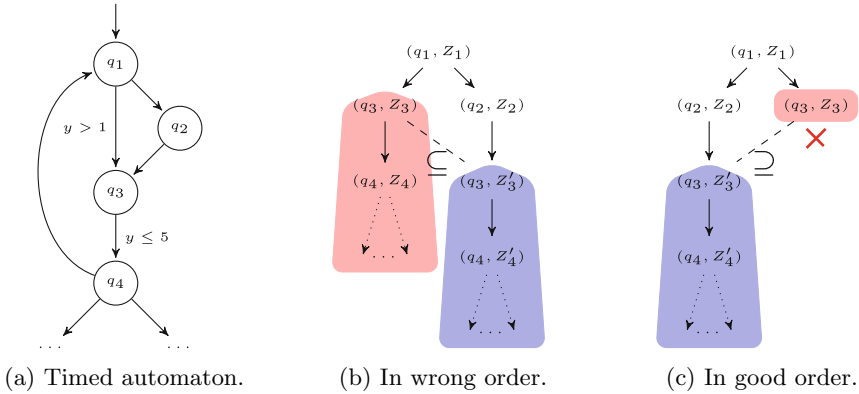 q1
y > 1
q2
q3
y ≤ 5
q4
. . .
. . .
(a) Timed automaton.
(q1, Z1)
(q3, Z3)
(q2, Z2)
(q4, Z4)
⊆
(q3, Z′3)
. . .
(q4, Z′4)
. . .
(b) In wrong order.
(q1, Z1)
(q2, Z2)
(q3, Z3)
×
(q3, Z′3)
⊇
(q4, Z′4)
. . .
(c) In good order.